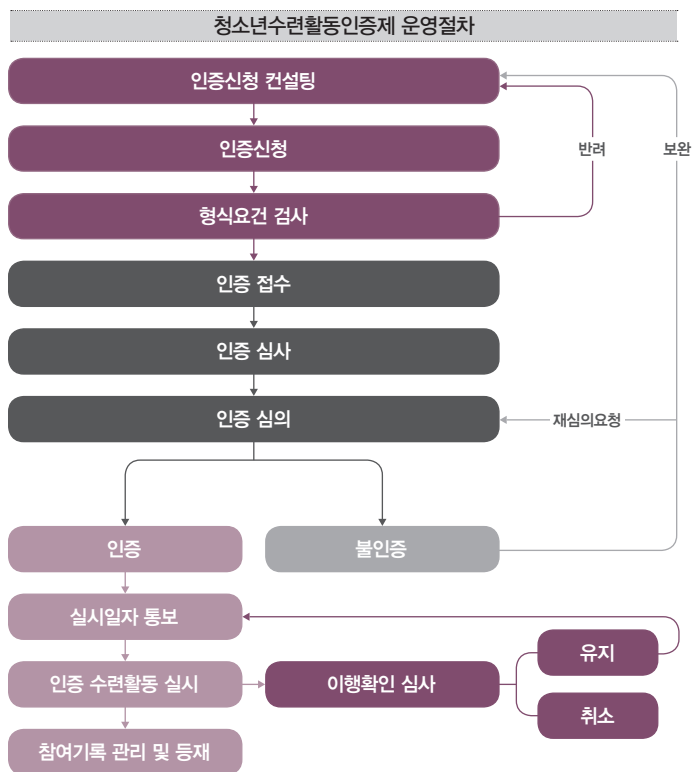 청소년수련활동인증제 운영절차
인증신청 컨설팅
인증신청
반려
보완
형식요건 검사
인증 접수
인증 심사
인증 심의
재심의요청
인증
불인증
실시일자 통보
유지
인증 수련활동 실시
이행확인 심사
취소
참여기록 관리 및 등재